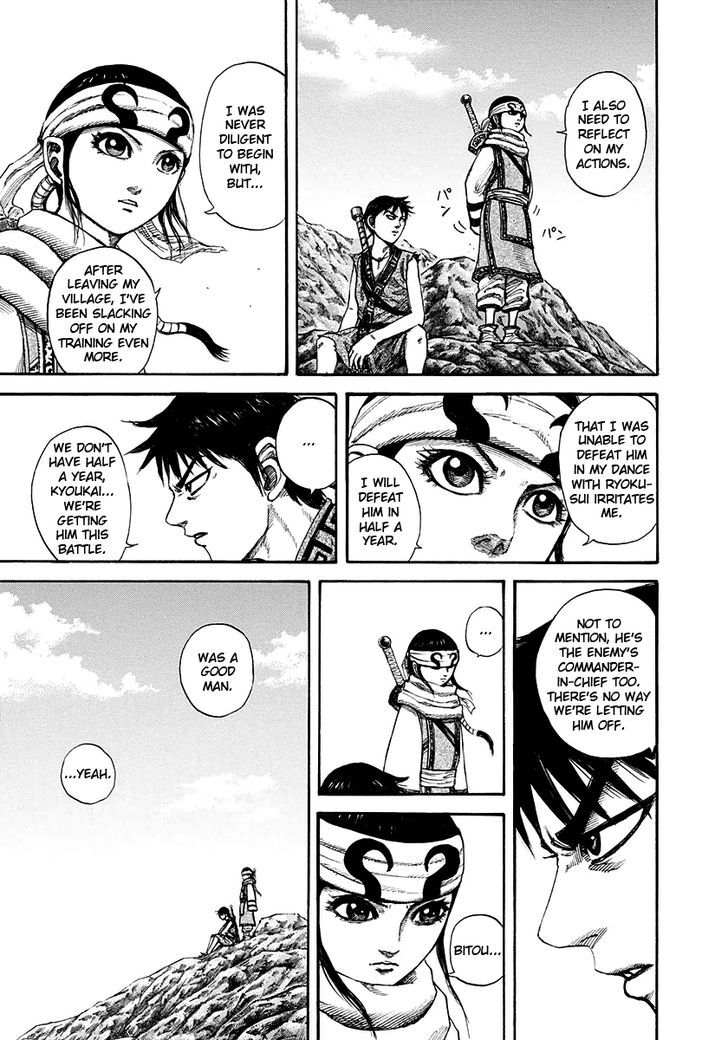 I ALSO
NEED TO
REFLECT
ON MY
ACTIONS.
パン
パン
I WAS
NEVER
DILIGENT
TO BEGIN
WITH,
BUT...
AFTER
LEAVING MY
VILLAGE, I'VE
BEEN SLACKING
OFF ON MY
TRAINING EVEN
MORE.
THAT I WAS
UNABLE TO
DEFEAT HIM
IN MY DANCE
WITH RYOKU-
SUI IRRITATES
ME.
I WILL
DEFEAT
HIM IN
HALF A
YEAR.
...
WE DON'T
HAVE HALF
A YEAR,
KYOUKAI...
WE'RE
GETTING
HIM THIS
BATTLE.
NOT TO
MENTION, HE'S
THE ENEMY'S
COMMANDER-
IN-CHIEF TOO.
THERE'S NO WAY
WE'RE LETTING
HIM OFF.
...
BITOU...
WAS A
GOOD
MAN.
...YEAH.